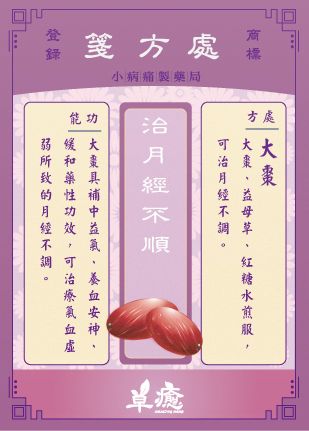 商標
處方箋
登錄
小病痛製藥局
處方
大棗
大棗、益母草、紅糖水煎服，
可治月經不調。
治月經不順
功能
大棗具補中益氣、養血安神、
緩和藥性功效，可治療氣血虛
弱所致的月經不調。
草癒